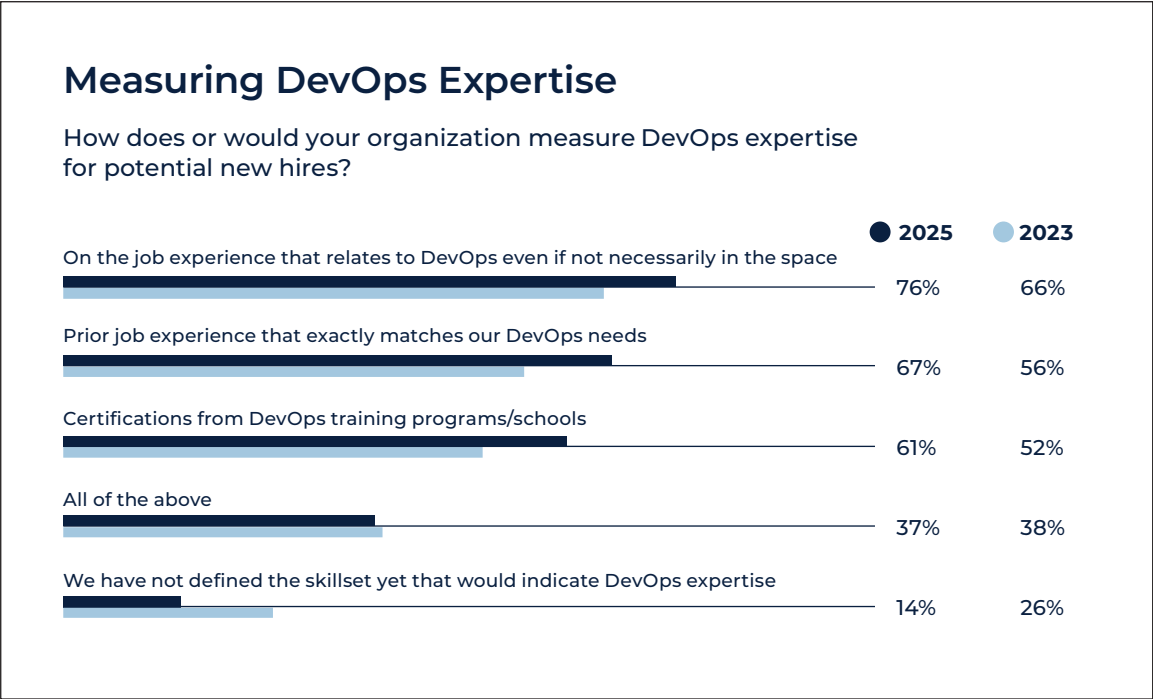 Measuring DevOps Expertise
How does or would your organization measure DevOps expertise
for potential new hires?
2025 2023
On the job experience that relates to DevOps even if not necessarily in the space
76% 66%
Prior job experience that exactly matches our DevOps needs
67% 56%
Certifications from DevOps training programs/schools
61% 52%
All of the above
37% 38%
We have not defined the skillset yet that would indicate DevOps expertise
14% 26%